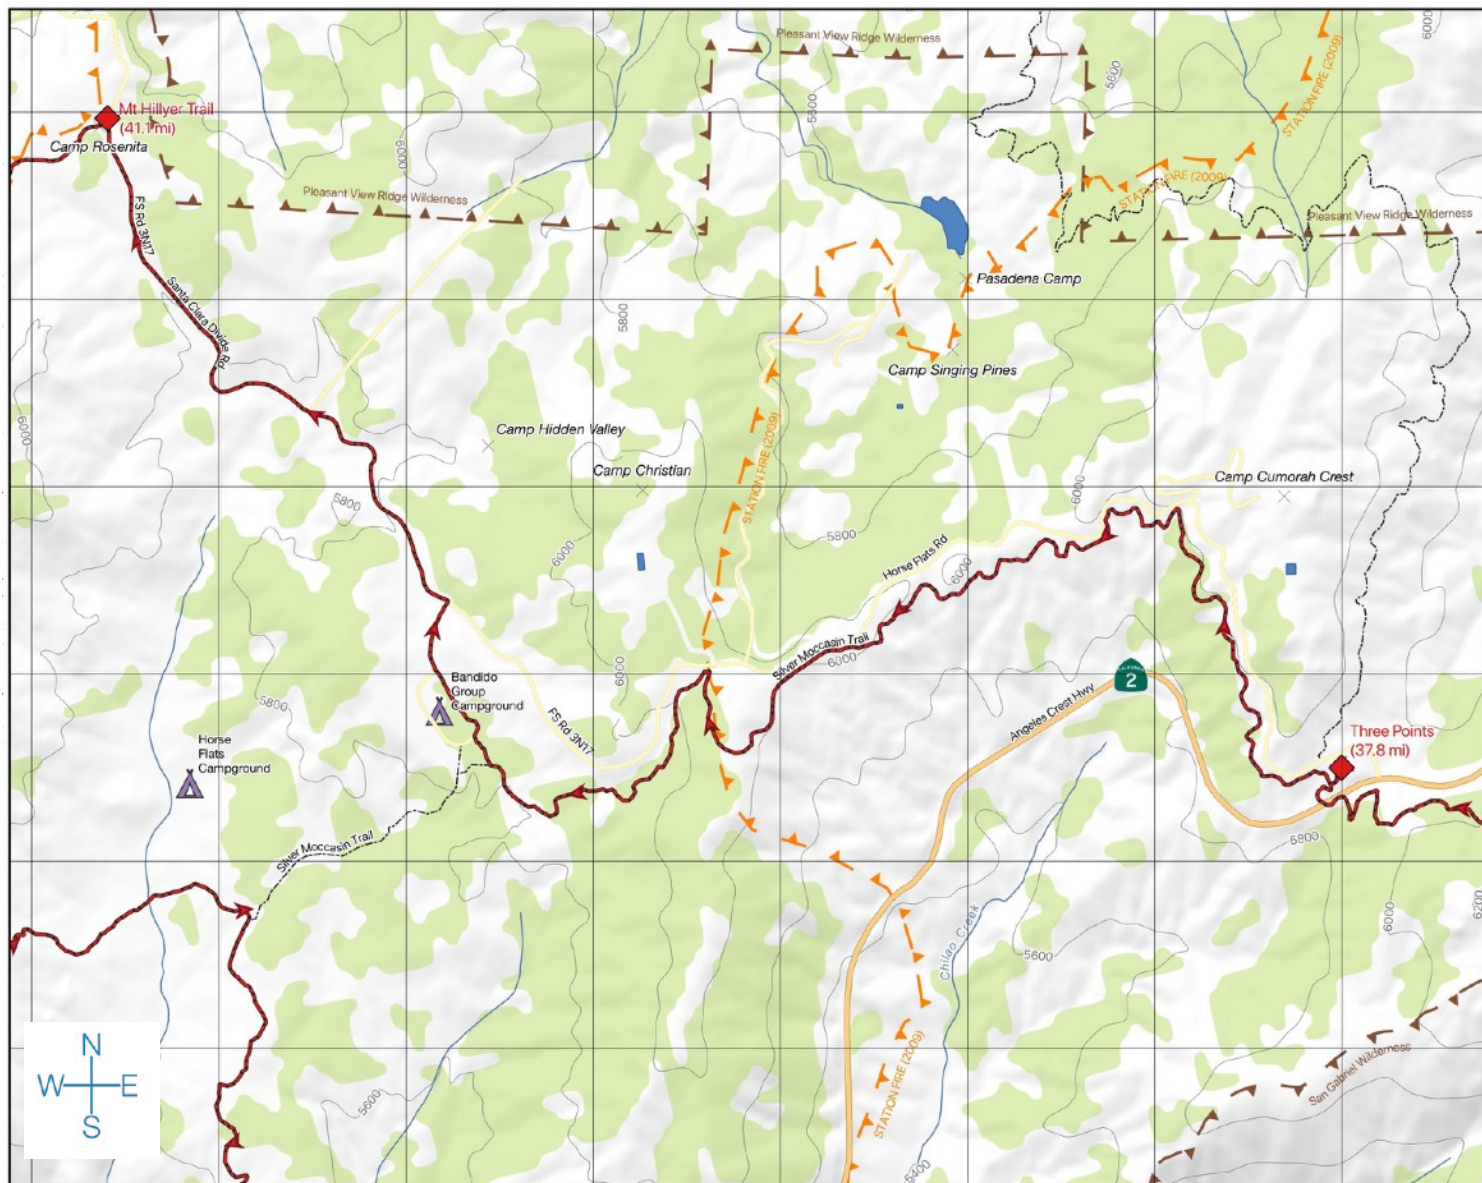 Pleasant View Ridge Wilderness
6000
5600
5600
STATION FIRE (2009)
Mt Hillyer Trail
(41.1 mi)
Camp Rosenita
6000
STATION FIRE (2009)
FS Rd 3N17
Pleasant View Ridge Wilderness
Pleasant View Ridge Wilderness
Santa Clara Divide Rd
Pasadena Camp
5800
Camp Singing Pines
6000
Camp Hidden Valley
STATION FIRE (2009)
Camp Christian
Camp Cumorah Crest
6000
5800
5800
6000
Horse Flats Rd
6000
Silver Moccasin Trail
6000
6000
Bandido
Group
Campground
2
5800
FS Rd 3N17
Angeles Crest Hwy
Three Points
(37.8 mi)
Horse
Flats
Campground
Silver Moccasin Trail
5800
6000
6200
Chilao Creek
5600
N
W E
S
STATION FIRE (2009)
San Gabriel Wilderness
5600
5400